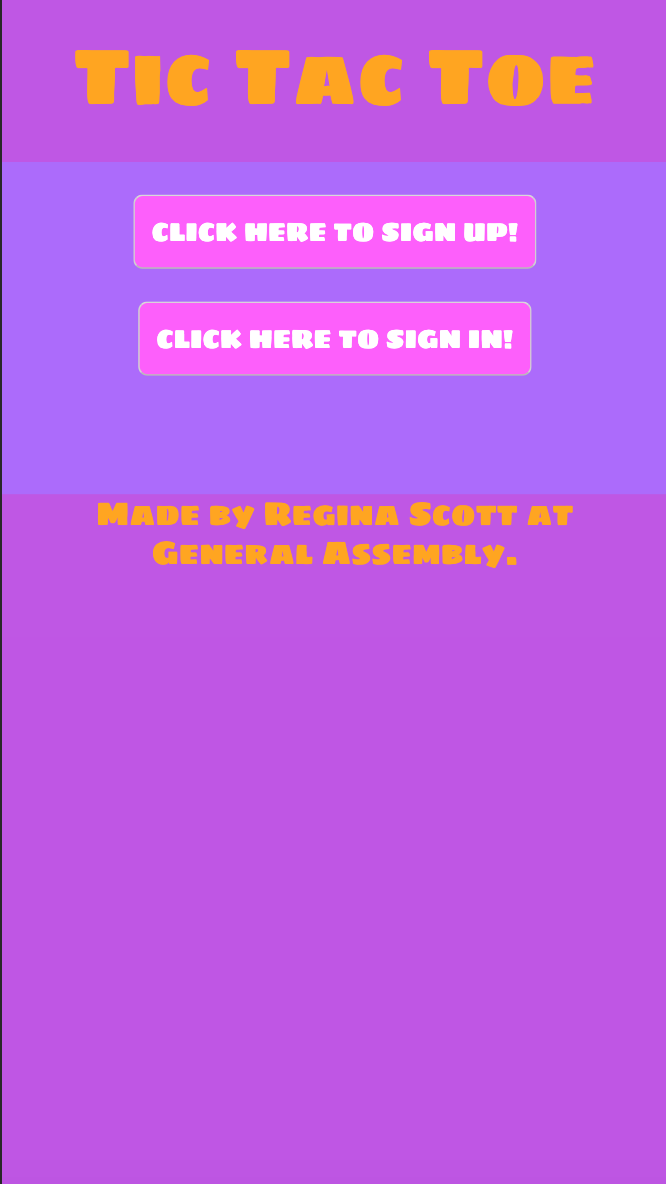 Tic Tac Toe
CLICK HERE TO SIGN UP!
CLICK HERE TO SIGN IN!
Made by Regina Scott at
General Assembly.